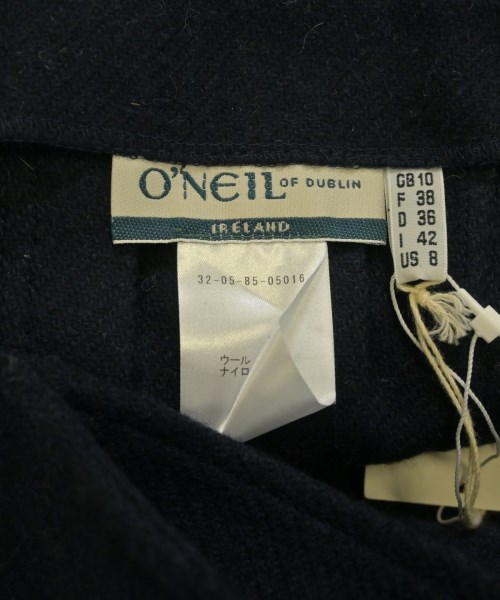 O'NEIL OF DUBLIN
IRELAND
GB 10
F 38
D 36
I 42
US 8
32-05-85-05016
ウール
ナイロ